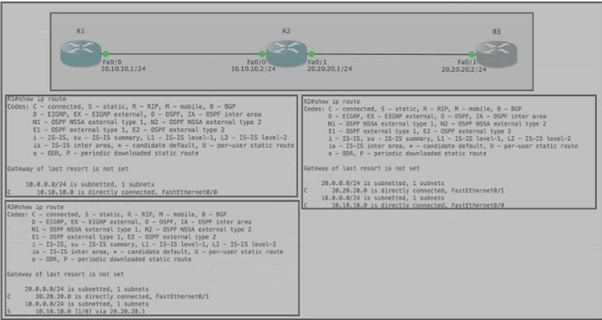 R1
R2
R3
Fa0/0
10.10.10.1/24
Fa0/0
10.10.10.2/24
Fa0/1
20.20.20.1/24
Fa0/1
20.20.20.2/24
R1#show ip route
Codes: C - connected, S - static, R - RIP, M - mobile, B - BGP
D - EIGRP, EX - EIGRP external, O - OSPF, IA - OSPF inter area
N1 - OSPF NSSA external type 1, N2 - OSPF NSSA external type 2
E1 - OSPF external type 1, E2 - OSPF external type 2
i - IS-IS, su - IS-IS summary, L1 - IS-IS level-1, L2 - IS-IS level-2
ia - IS-IS inter area, * - candidate default, U - per-user static route
o - ODR, P - periodic downloaded static route
Gateway of last resort is not set
10.0.0.0/24 is subnetted, 1 subnets
C 10.10.10.0 is directly connected, FastEthernet0/0
R2#show ip route
Codes: C - connected, S - static, R - RIP, M - mobile, B - BGP
D - EIGRP, EX - EIGRP external, O - OSPF, IA - OSPF inter area
N1 - OSPF NSSA external type 1, N2 - OSPF NSSA external type 2
E1 - OSPF external type 1, E2 - OSPF external type 2
i - IS-IS, su - IS-IS summary, L1 - IS-IS level-1, L2 - IS-IS level-2
ia - IS-IS inter area, * - candidate default, U - per-user static route
o - ODR, P - periodic downloaded static route
Gateway of last resort is not set
20.0.0.0/24 is subnetted, 1 subnets
C 20.20.20.0 is directly connected, FastEthernet0/1
10.0.0.0/24 is subnetted, 1 subnets
C 10.10.10.0 is directly connected, FastEthernet0/0
R3#show ip route
Codes: C - connected, S - static, R - RIP, M - mobile, B - BGP
D - EIGRP, EX - EIGRP external, O - OSPF, IA - OSPF inter area
N1 - OSPF NSSA external type 1, N2 - OSPF NSSA external type 2
E1 - OSPF external type 1, E2 - OSPF external type 2
i - IS-IS, su - IS-IS summary, L1 - IS-IS level-1, L2 - IS-IS level-2
ia - IS-IS inter area, * - candidate default, U - per-user static route
o - ODR, P - periodic downloaded static route
Gateway of last resort is not set
20.0.0.0/24 is subnetted, 1 subnets
C 20.20.20.0 is directly connected, FastEthernet0/1
10.0.0.0/24 is subnetted, 1 subnets
S 10.10.10.0 [1/0] via 20.20.20.1